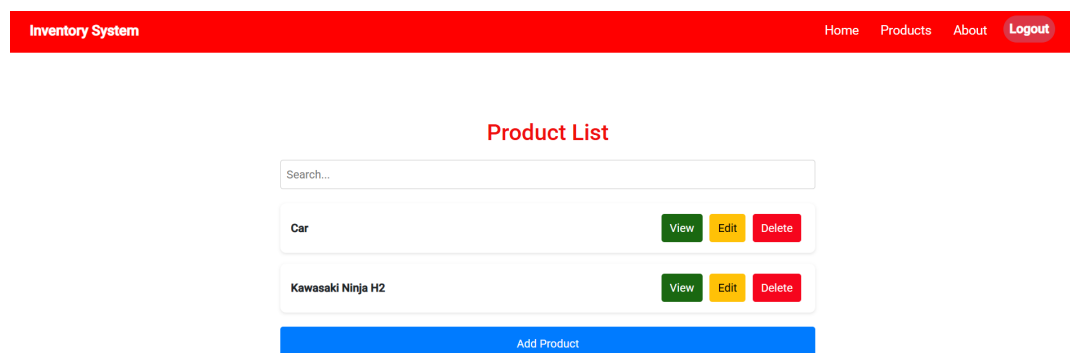 Inventory System Home Products About Logout
Product List
Search...
Car View Edit Delete
Kawasaki Ninja H2 View Edit Delete
Add Product